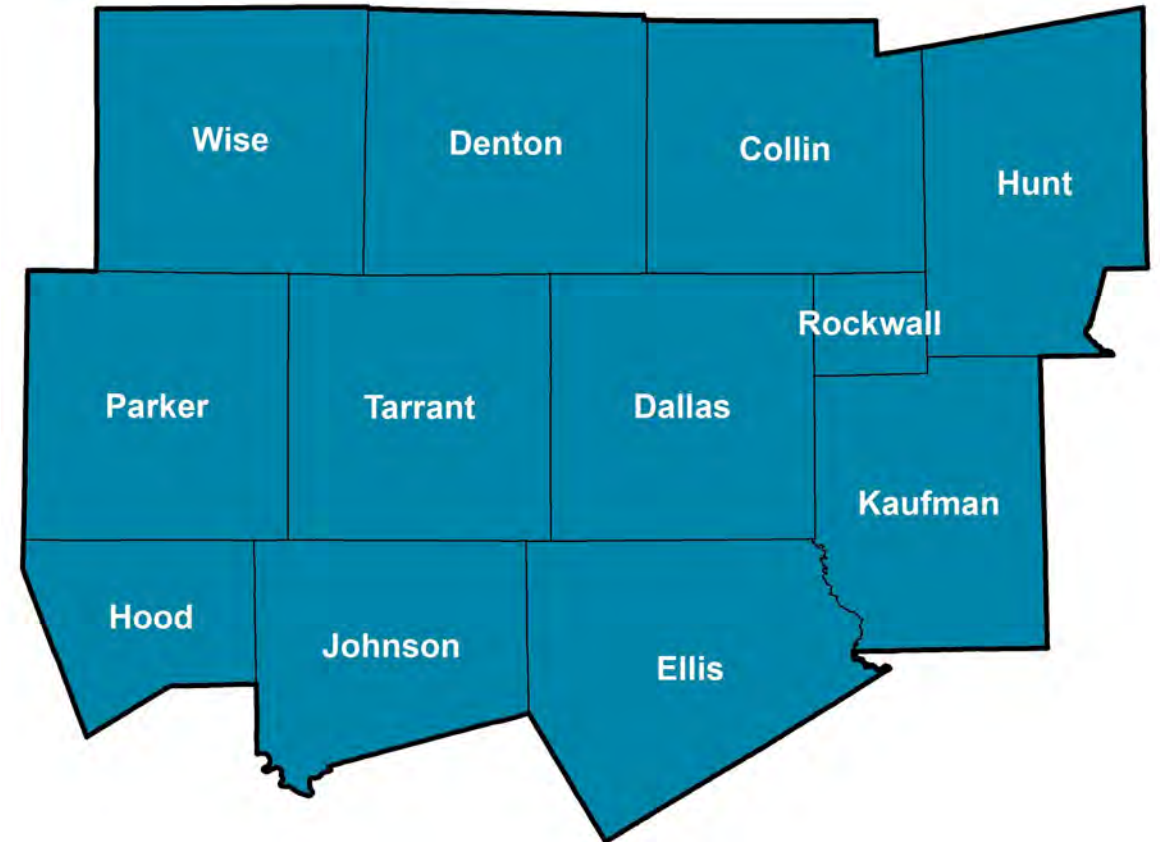 Wise
Denton
Collin
Hunt
Rockwall
Parker
Tarrant
Dallas
Kaufman
Hood
Johnson
Ellis